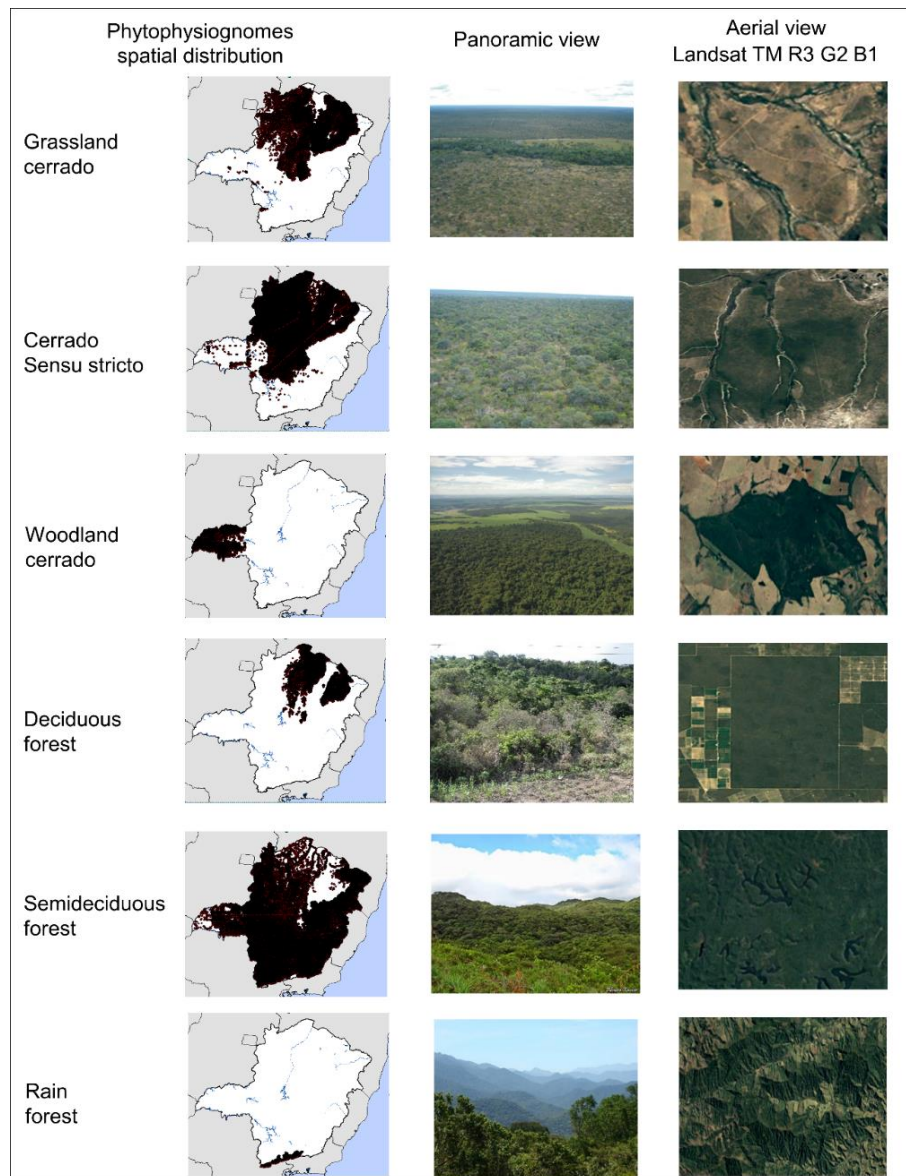 Phytophysiognomes
spatial distribution
Panoramic view
Aerial view
Landsat TM R3 G2 B1
Grassland
cerrado
Cerrado
Sensu stricto
Woodland
cerrado
Deciduous
forest
Semideciduous
forest
Rain
forest